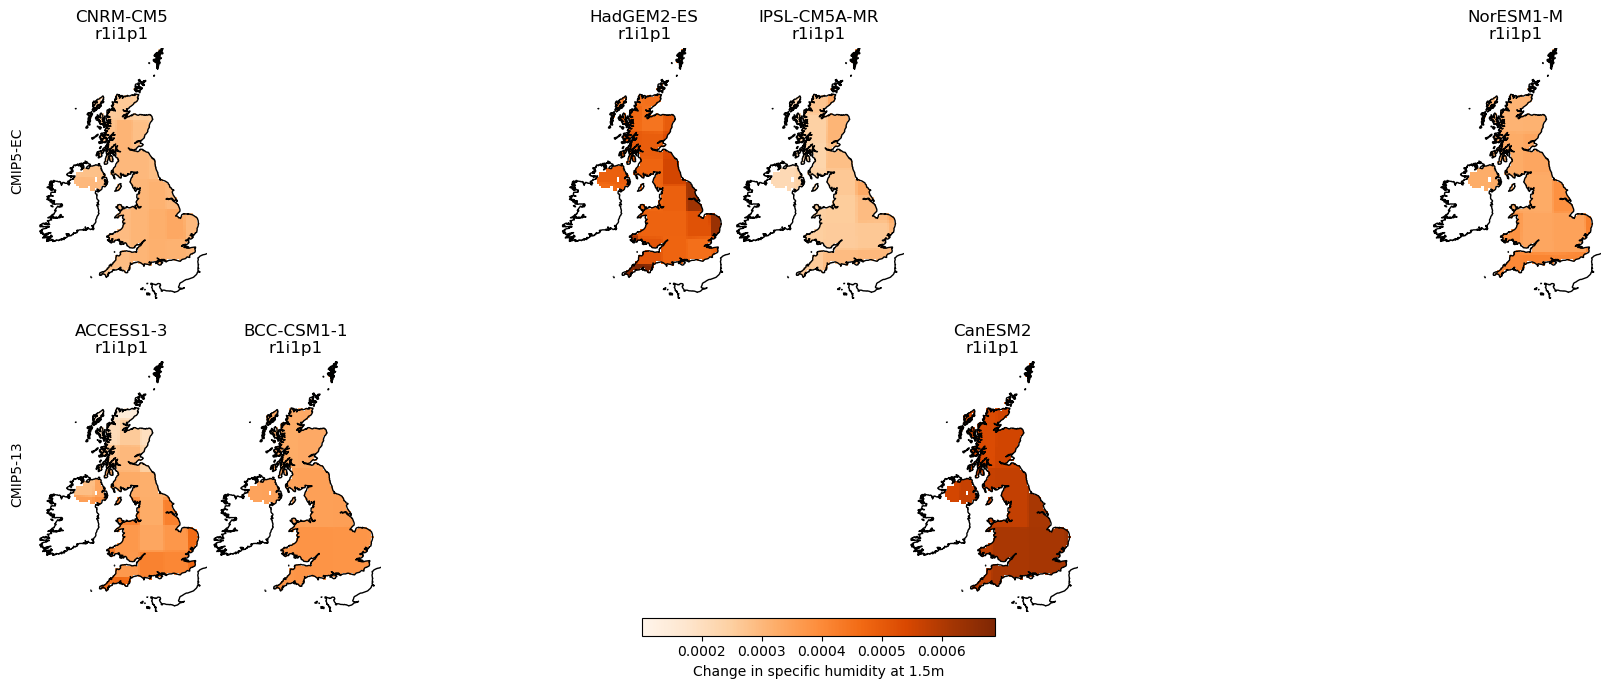 CNRM-CM5
r1i1p1
HadGEM2-ES
r1i1p1
IPSL-CM5A-MR
r1i1p1
NorESM1-M
r1i1p1
CMIP5-EC
ACCESS1-3
r1i1p1
BCC-CSM1-1
r1i1p1
CanESM2
r1i1p1
CMIP5-13
0.0002 0.0003 0.0004 0.0005 0.0006
Change in specific humidity at 1.5m